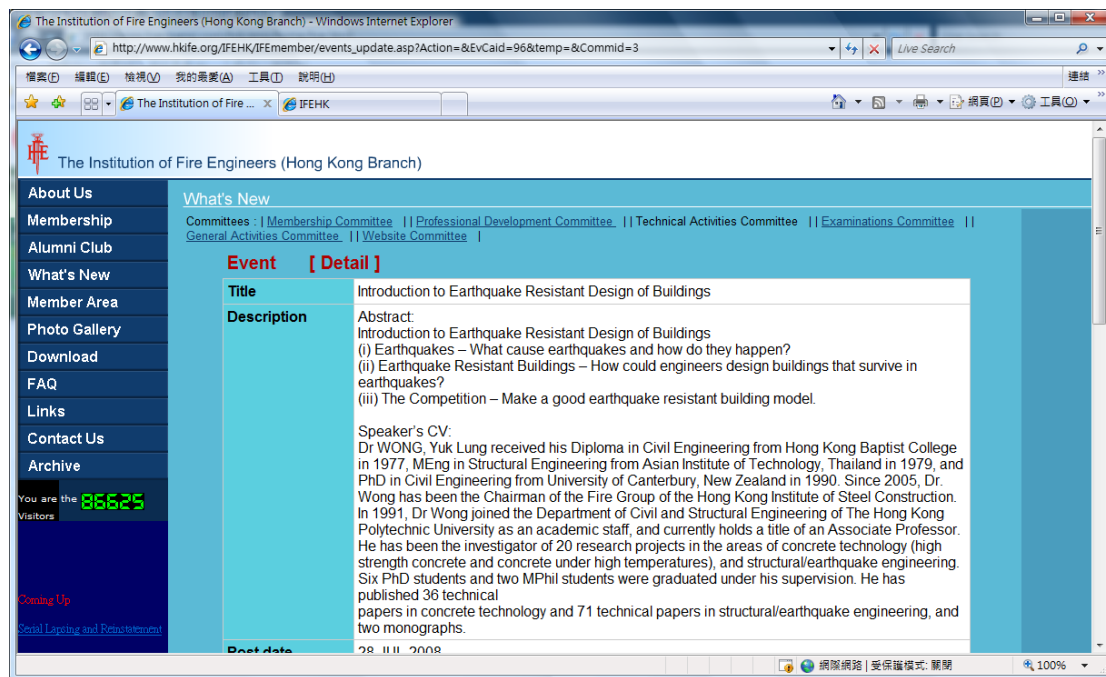 The Institution of Fire Engineers (Hong Kong Branch) - Windows Internet Explorer
http://www.hkife.org/IFEHK/IFEmember/events_update.asp?Action=&EvCaid=96&temp=&Commid=3
Live Search
檔案(F) 編輯(E) 檢視(V) 我的最愛(A) 工具(T) 說明(H)
連結
The Institution of Fire ...
IFEHK
網頁(P)
工具(O)
IFE
The Institution of Fire Engineers (Hong Kong Branch)
About Us
Membership
Alumni Club
What's New
Member Area
Photo Gallery
Download
FAQ
Links
Contact Us
Archive
You are the 86625
Visitors
Coming Up
Serial Lapsing and Reinstatement
What's New
Committees : | Membership Committee | | Professional Development Committee | | Technical Activities Committee | | Examinations Committee | |
General Activities Committee | | Website Committee |
Event [ Detail ]
Title Introduction to Earthquake Resistant Design of Buildings
Description Abstract:
Introduction to Earthquake Resistant Design of Buildings
(i) Earthquakes – What cause earthquakes and how do they happen?
(ii) Earthquake Resistant Buildings – How could engineers design buildings that survive in
earthquakes?
(iii) The Competition – Make a good earthquake resistant building model.
Speaker's CV:
Dr WONG, Yuk Lung received his Diploma in Civil Engineering from Hong Kong Baptist College
in 1977, MEng in Structural Engineering from Asian Institute of Technology, Thailand in 1979, and
PhD in Civil Engineering from University of Canterbury, New Zealand in 1990. Since 2005, Dr.
Wong has been the Chairman of the Fire Group of the Hong Kong Institute of Steel Construction.
In 1991, Dr Wong joined the Department of Civil and Structural Engineering of The Hong Kong
Polytechnic University as an academic staff, and currently holds a title of an Associate Professor.
He has been the investigator of 20 research projects in the areas of concrete technology (high
strength concrete and concrete under high temperatures), and structural/earthquake engineering.
Six PhD students and two MPhil students were graduated under his supervision. He has
published 36 technical
papers in concrete technology and 71 technical papers in structural/earthquake engineering, and
two monographs.
Post date 28 JUL 2008
網際網路 | 受保護模式: 關閉
100%